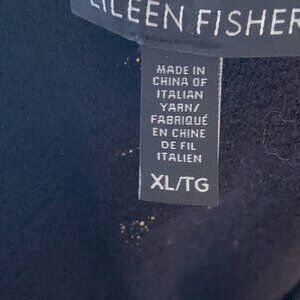 EILEEN FISHER
MADE IN
CHINA OF
ITALIAN
YARN/
FABRIQUÉ
EN CHINE
DE FIL
ITALIEN
XL/TG